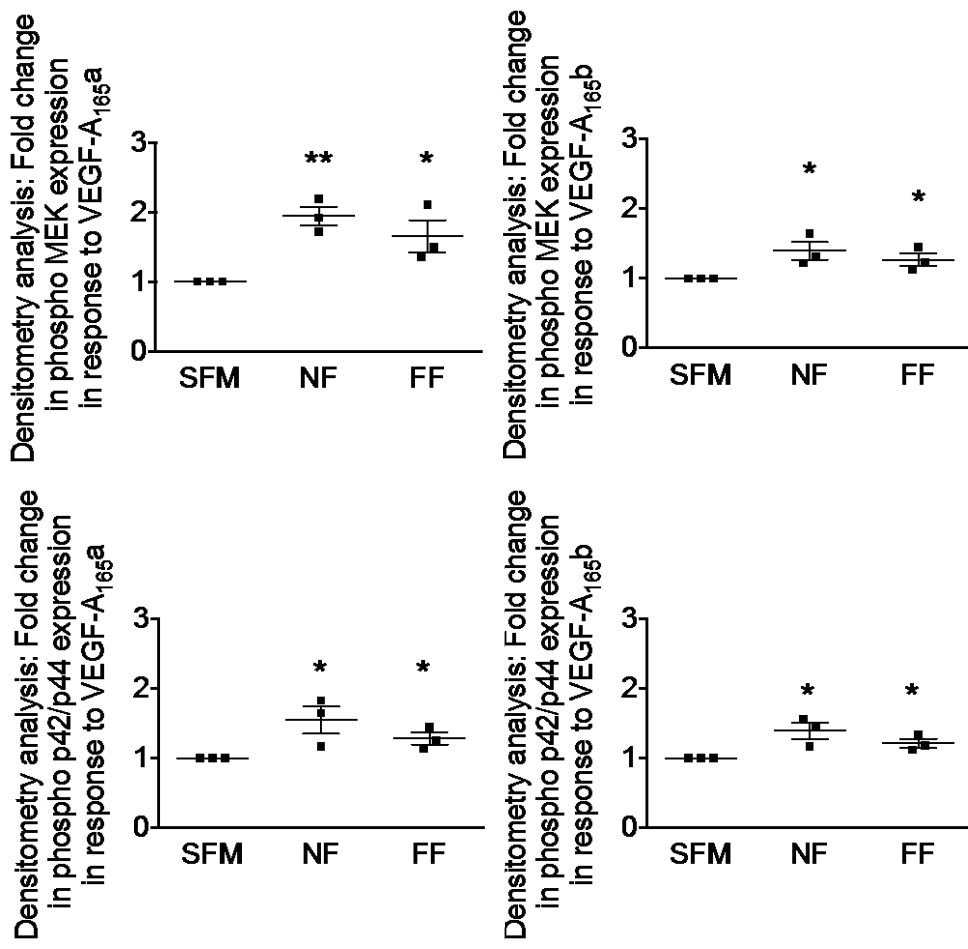 Densitometry analysis: Fold change
in phospho MEK expression
in response to VEGF-A165a
3
2
1
0
** *
SFM NF FF
Densitometry analysis: Fold change
in phospho MEK expression
in response to VEGF-A165b
3
2
1
0
* *
SFM NF FF
Densitometry analysis: Fold change
in phospho p42/p44 expression
in response to VEGF-A165a
3
2
1
0
* *
SFM NF FF
Densitometry analysis: Fold change
in phospho p42/p44 expression
in response to VEGF-A165b
3
2
1
0
* *
SFM NF FF